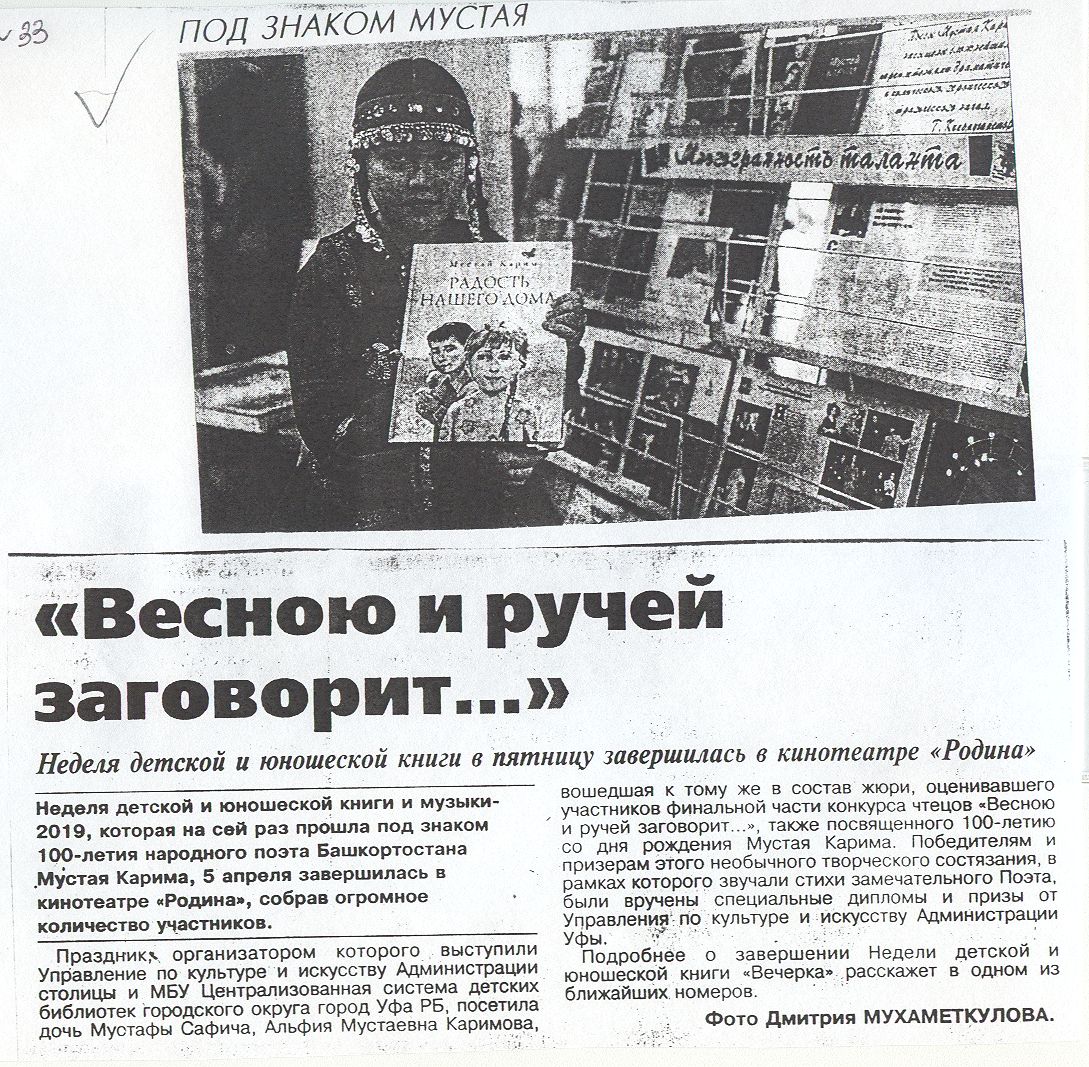 33
ПОД ЗНАКОМ МУСТАЯ
Многогранность таланта
Мустай Карим
РАДОСТЬ
НАШЕГО ДОМА
«Весною и ручей
заговорит...»
Неделя детской и юношеской книги в пятницу завершилась в кинотеатре «Родина»
Неделя детской и юношеской книги и музыки-
2019, которая на сей раз прошла под знаком
100-летия народного поэта Башкортостана
Мустая Карима, 5 апреля завершилась в
кинотеатре «Родина», собрав огромное
количество участников.
Праздник, организатором которого выступили
Управление по культуре и искусству Администрации
столицы и МБУ Централизованная система детских
библиотек городского округа город Уфа РБ, посетила
дочь Мустафы Сафича, Альфия Мустаевна Каримова,
вошедшая к тому же в состав жюри, оценивавшего
участников финальной части конкурса чтецов «Весною
и ручей заговорит...», также посвященного 100-летию
со дня рождения Мустая Карима. Победителям и
призерам этого необычного творческого состязания, в
рамках которого звучали стихи замечательного Поэта,
были вручены специальные дипломы и призы от
Управления по культуре и искусству Администрации
Уфы.
Подробнее о завершении Недели детской и
юношеской книги «Вечерка» расскажет в одном из
ближайших номеров.
Фото Дмитрия МУХАМЕТКУЛОВА.